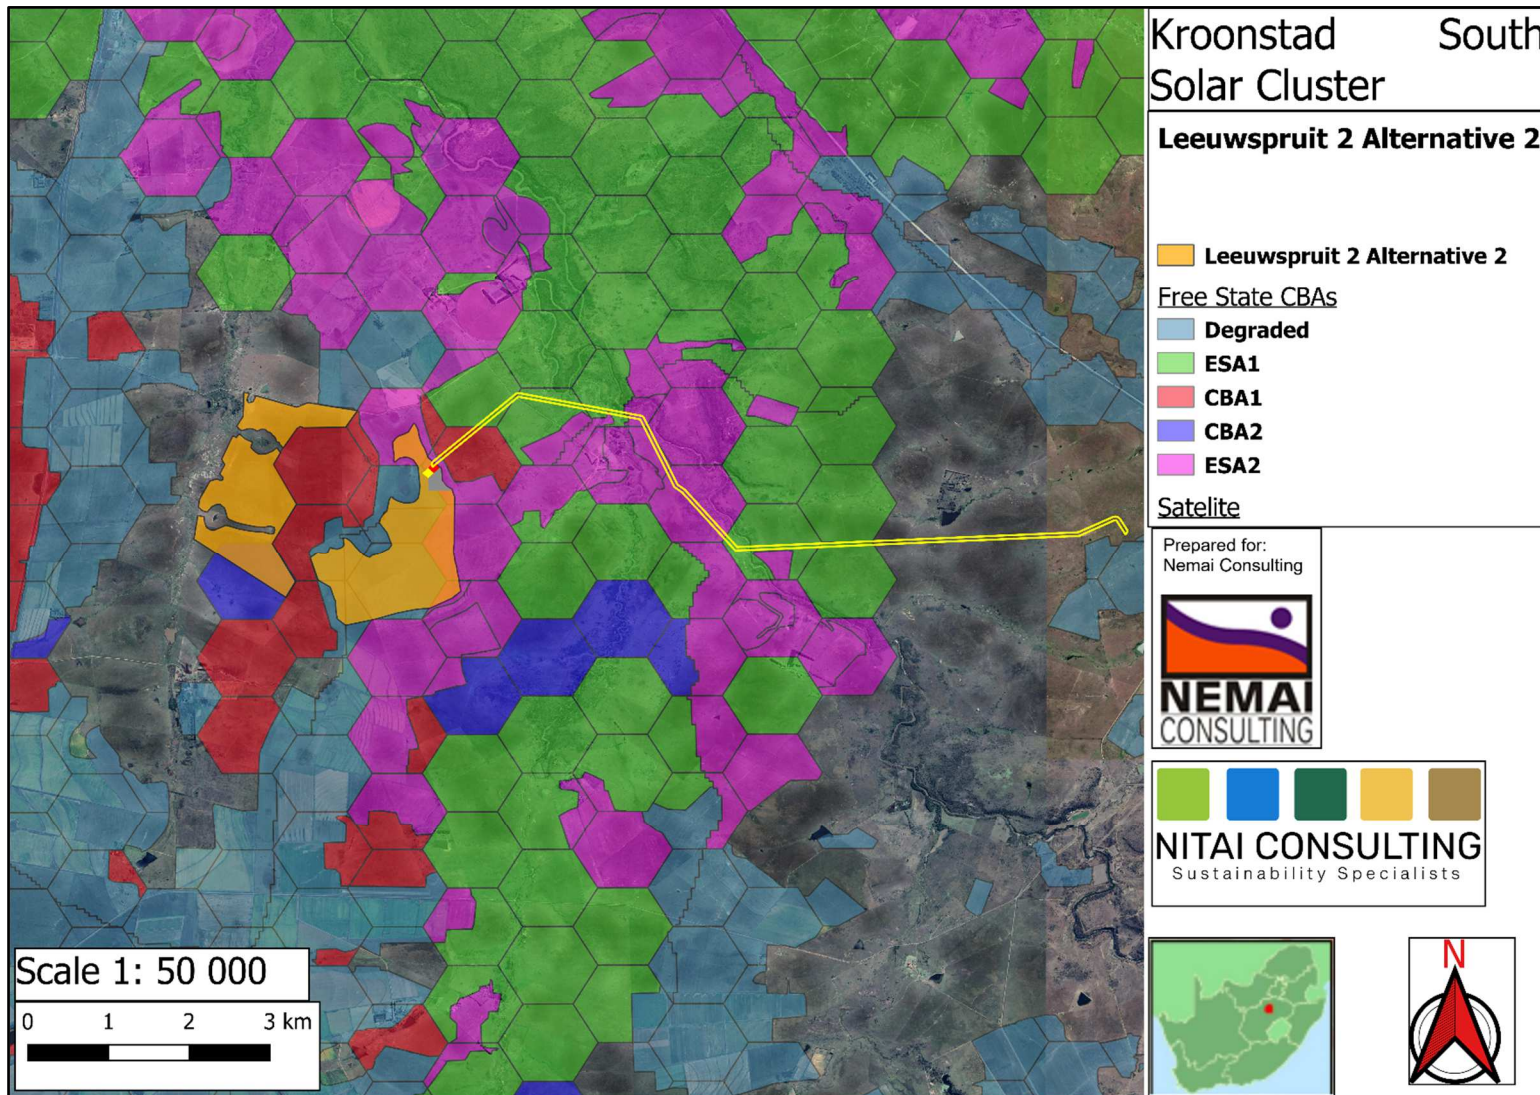 Kroonstad South
Solar Cluster
Leeuwspruit 2 Alternative 2
Leeuwspruit 2 Alternative 2
Free State CBAs
Degraded
ESA1
CBA1
CBA2
ESA2
Satelite
Prepared for:
Nemai Consulting
NEMAI
CONSULTING
NITAI CONSULTING
Sustainability Specialists
N
Scale 1: 50 000
0 1 2 3 km